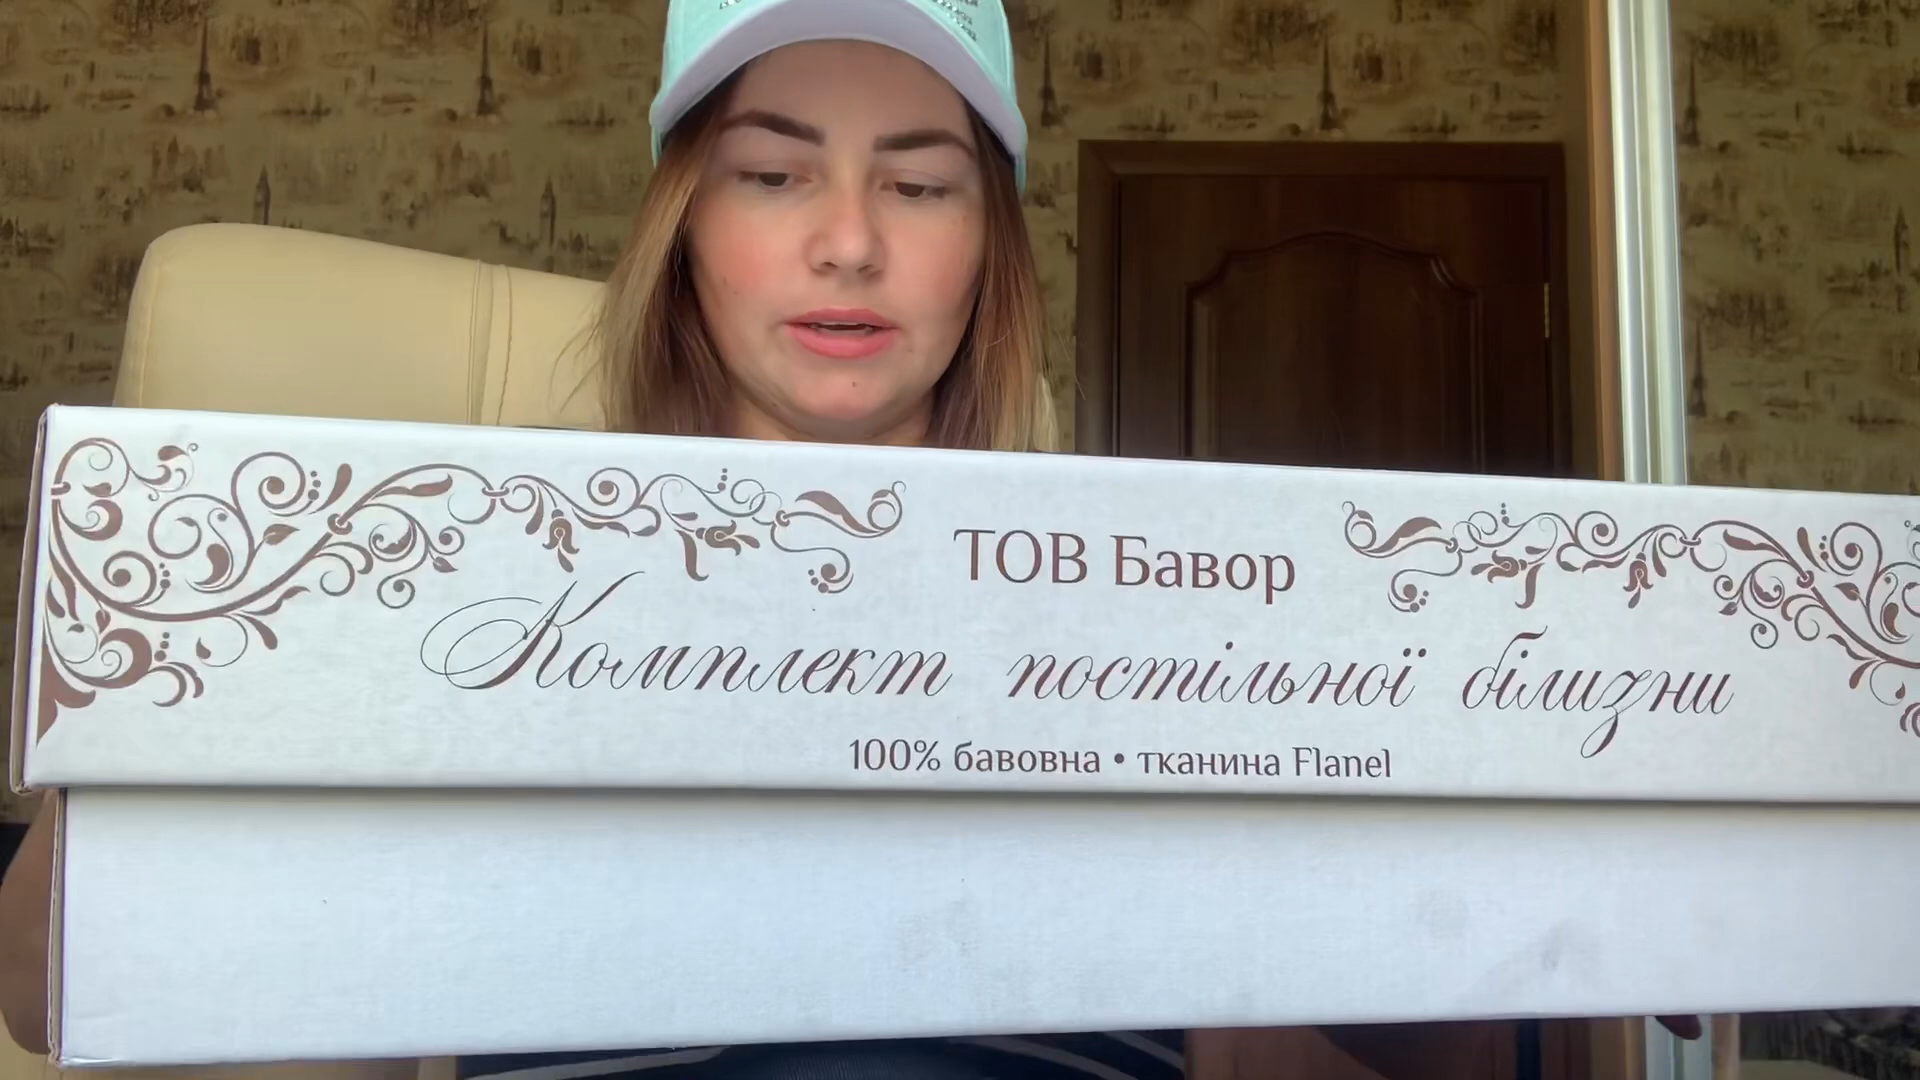 ТОВ Бавор
Комплект постільної білизни
100% бавовна • тканина Flanel